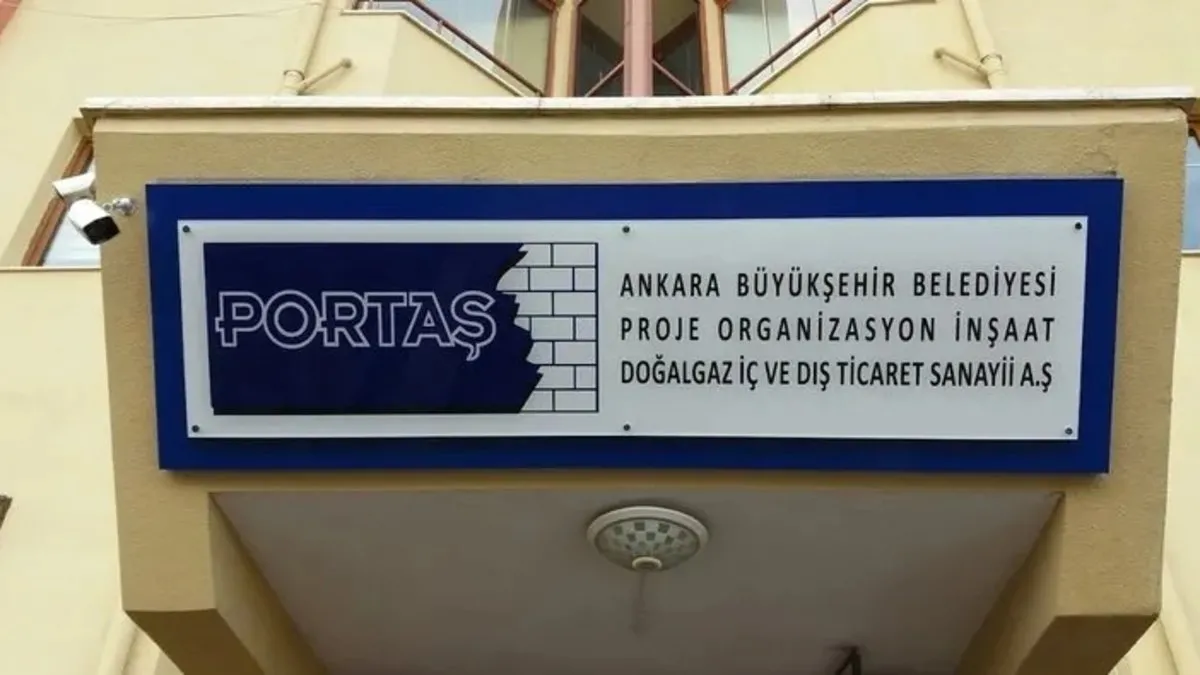 PORTAŞ
ANKARA BÜYÜKŞEHİR BELEDİYESİ
PROJE ORGANİZASYON İNŞAAT
DOĞALGAZ İÇ VE DIŞ TİCARET SANAYİİ A.Ş